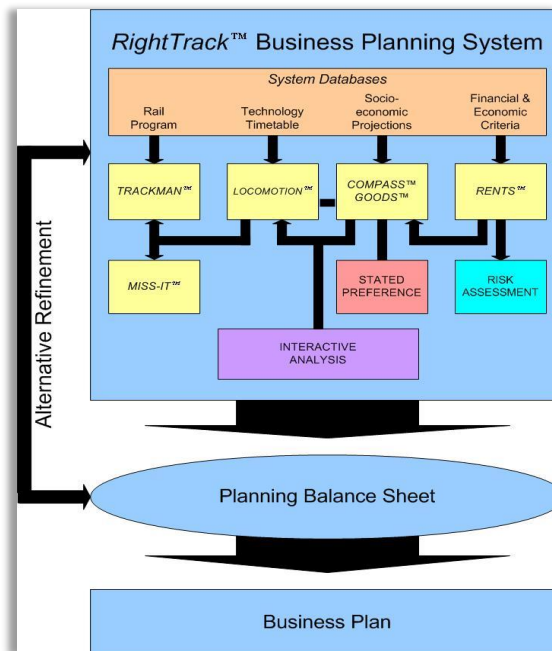 RightTrack™ Business Planning System
System Databases
Rail
Program
Technology
Timetable
Socio-
economic
Projections
Financial &
Economic
Criteria
TRACKMAN™
LOCOMOTION™
COMPASS™
GOODS™
RENTS™
MISS-IT™
STATED
PREFERENCE
RISK
ASSESSMENT
INTERACTIVE
ANALYSIS
Alternative Refinement
Planning Balance Sheet
Business Plan